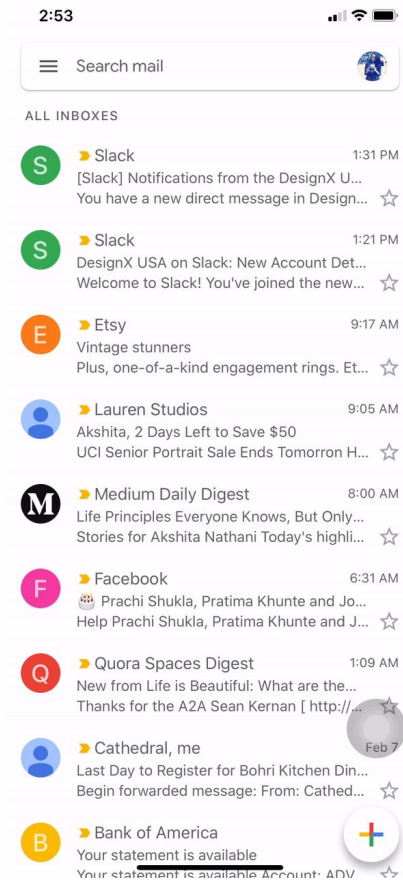 2:53
Search mail
ALL INBOXES
S
Slack 1:31 PM
[Slack] Notifications from the DesignX U...
You have a new direct message in Design...
S
Slack 1:21 PM
DesignX USA on Slack: New Account Det...
Welcome to Slack! You've joined the new...
E
Etsy 9:17 AM
Vintage stunners
Plus, one-of-a-kind engagement rings. Et...
Lauren Studios 9:05 AM
Akshita, 2 Days Left to Save $50
UCI Senior Portrait Sale Ends Tomorron H...
M
Medium Daily Digest 8:00 AM
Life Principles Everyone Knows, But Only...
Stories for Akshita Nathani Today's highli...
F
Facebook 6:31 AM
🎂 Prachi Shukla, Pratima Khunte and Jo...
Help Prachi Shukla, Pratima Khunte and J...
Q
Quora Spaces Digest 1:09 AM
New from Life is Beautiful: What are the...
Thanks for the A2A Sean Kernan [ http://...
Cathedral, me Feb 7
Last Day to Register for Bohri Kitchen Din...
Begin forwarded message: From: Cathed...
B
Bank of America
Your statement is available
Your statement is available Account: ADV